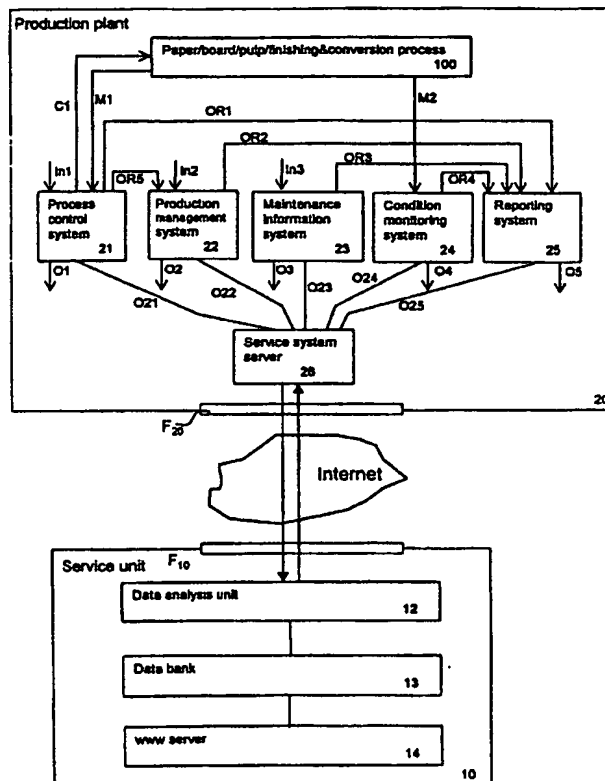 Production plant
Paper/board/pulp/finishing&conversion process
100
C1
M1
M2
OR1
OR2
OR3
In1
OR5
In2
In3
OR4
Process
control
system
21
Production
management
system
22
Maintenance
information
system
23
Condition
monitoring
system
24
Reporting
system
25
O1
O2
O3
O4
O5
O21
O22
O23
O24
O25
Service system
server
26
20
F20
Internet
F10
Service unit
Data analysis unit
12
Data bank
13
www server
14
10